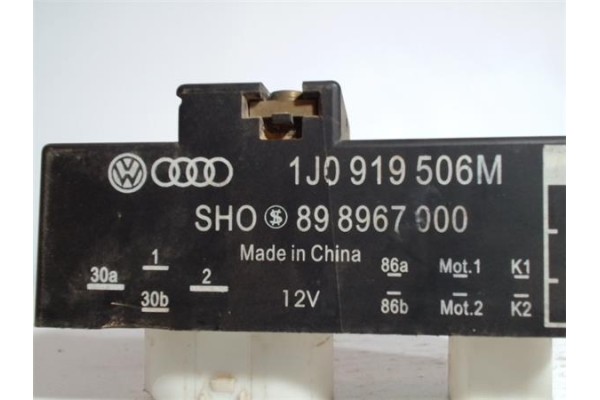 1J0 919 506M
SHO S 89 8967 000
Made in China
30a 1 2 86a Mot.1 K1
30b 12V 86b Mot.2 K2